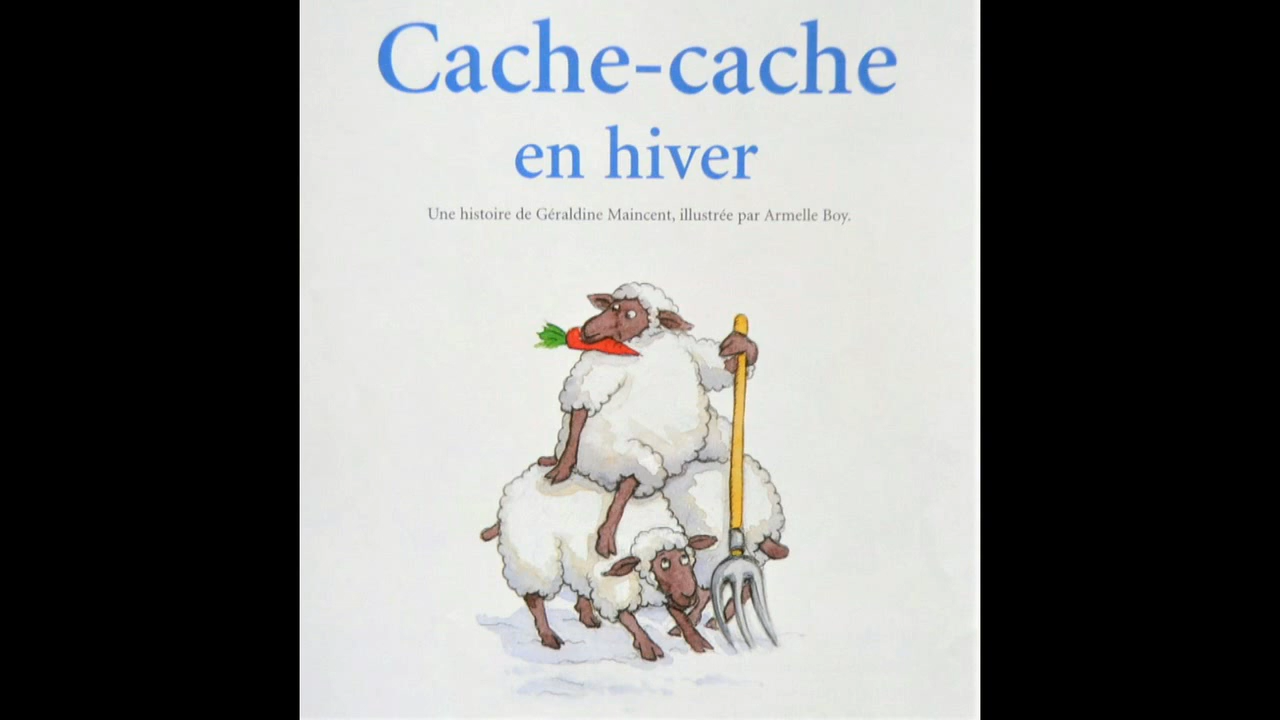 Cache-cache
en hiver
Une histoire de Géraldine Maincent, illustrée par Armelle Boy.